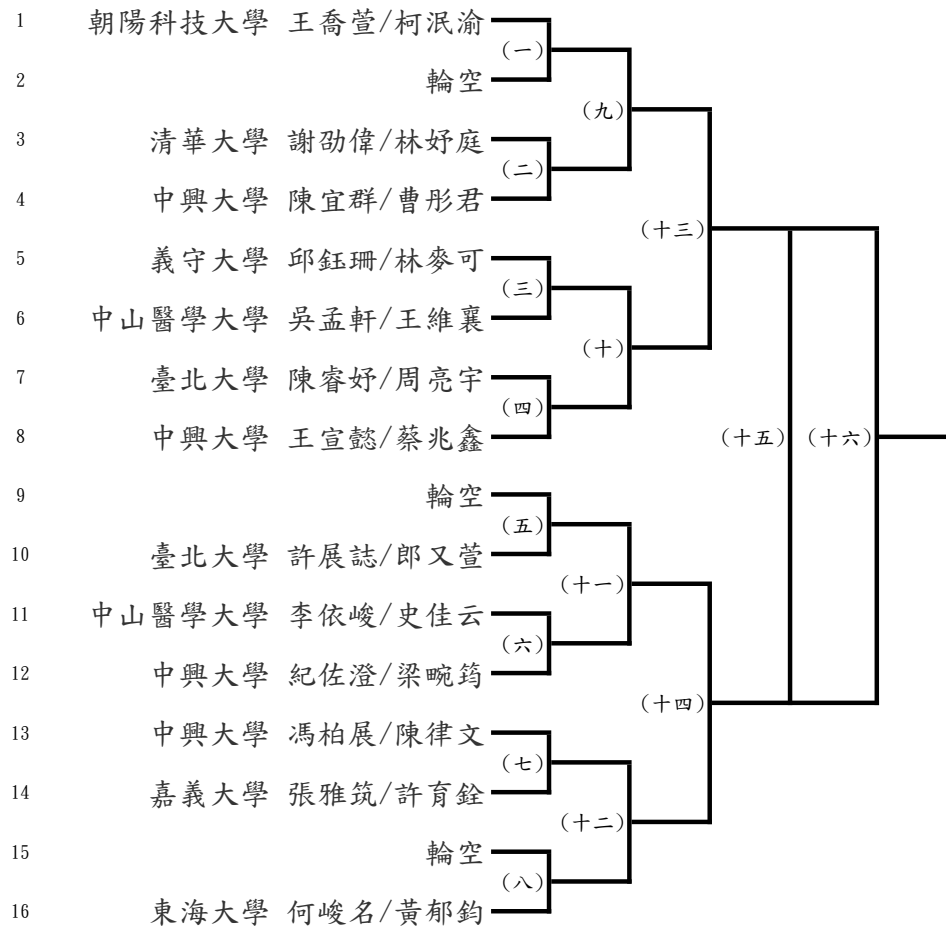 1 朝陽科技大學 王喬萱/柯泯渝
(一)
2 輪空
(九)
3 清華大學 謝劭偉/林妤庭
(二)
4 中興大學 陳宜群/曹彤君
(十三)
5 義守大學 邱鈺珊/林麥可
(三)
6 中山醫學大學 吳孟軒/王維襄
(十)
7 臺北大學 陳睿妤/周亮宇
(四)
8 中興大學 王宣懿/蔡兆鑫
(十五) (十六)
9 輪空
(五)
10 臺北大學 許展誌/郎又萱
(十一)
11 中山醫學大學 李依峻/史佳云
(六)
12 中興大學 紀佐澄/梁畹筠
(十四)
13 中興大學 馮柏展/陳律文
(七)
14 嘉義大學 張雅筑/許育銓
(十二)
15 輪空
(八)
16 東海大學 何峻名/黃郁鈞